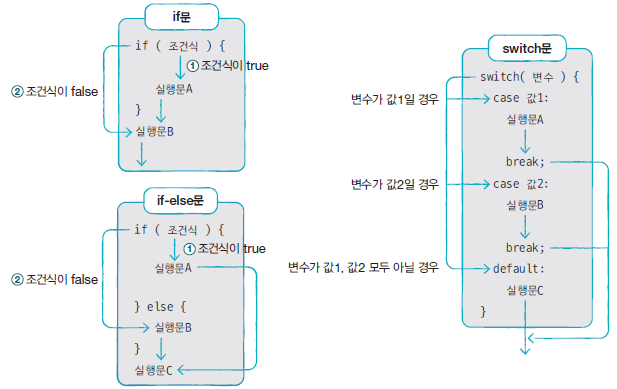 if문
if ( 조건식 ) {
① 조건식이 true
② 조건식이 false
실행문A
}
실행문B
if-else문
if ( 조건식 ) {
① 조건식이 true
② 조건식이 false
실행문A
} else {
실행문B
}
실행문C
switch문
switch( 변수 ) {
변수가 값1일 경우
case 값1:
실행문A
break;
변수가 값2일 경우
case 값2:
실행문B
break;
변수가 값1, 값2 모두 아닐 경우
default:
실행문C
}